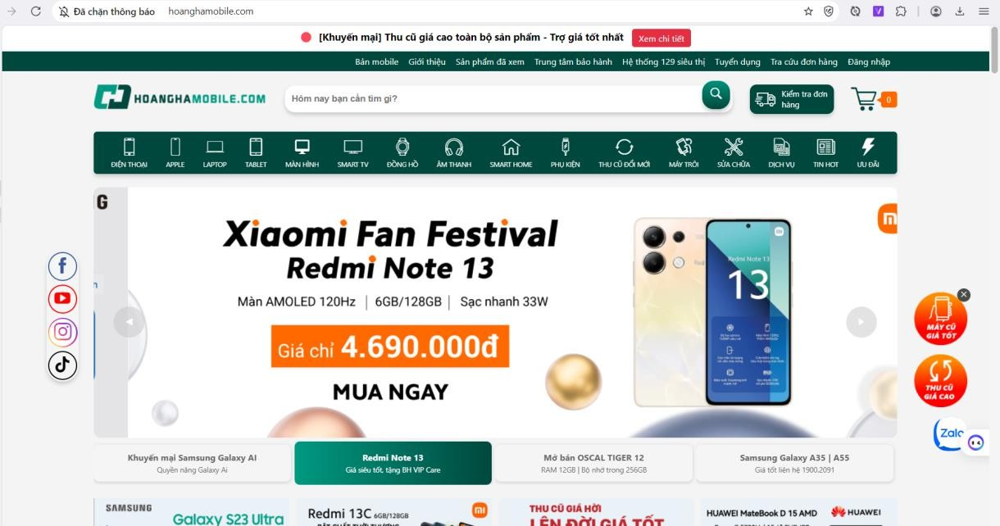 Đã chặn thông báo hoanghamobile.com
[Khuyến mại] Thu cũ giá cao toàn bộ sản phẩm - Trợ giá tốt nhất Xem chi tiết
Bản mobile Giới thiệu Sản phẩm đã xem Trung tâm bảo hành Hệ thống 129 siêu thị Tuyển dụng Tra cứu đơn hàng Đăng nhập
HOANGHAMOBILE.COM
Hôm nay bạn cần tìm gì?
Kiểm tra đơn
hàng
0
ĐIỆN THOẠI APPLE LAPTOP TABLET MÀN HÌNH SMART TV ĐỒNG HỒ ÂM THANH SMART HOME PHỤ KIỆN THU CŨ ĐỔI MỚI MÁY TRÔI SỬA CHỮA DỊCH VỤ TIN HOT ƯU ĐÃI
G
Xiaomi Fan Festival
Redmi Note 13
Màn AMOLED 120Hz | 6GB/128GB | Sạc nhanh 33W
Giá chỉ 4.690.000đ
MUA NGAY
Redmi Note 13
13
MÁY CŨ
GIÁ TỐT
THU CŨ
GIÁ CAO
Zalo
Khuyến mại Samsung Galaxy AI
Quyền năng Galaxy Ai
Redmi Note 13
Giá siêu tốt, tặng BH VIP Care
Mở bán OSCAL TIGER 12
RAM 12GB | Bộ nhớ trong 256GB
Samsung Galaxy A35 | A55
Giá tốt liên hệ 1900.2091
SAMSUNG
Galaxy S23 Ultra
Redmi 13C 6GB/128GB
THU CŨ GIÁ HỜI
LÊN ĐỜI GIÁ TỐT
HUAWEI MateBook D 15 AMD
HUAWEI